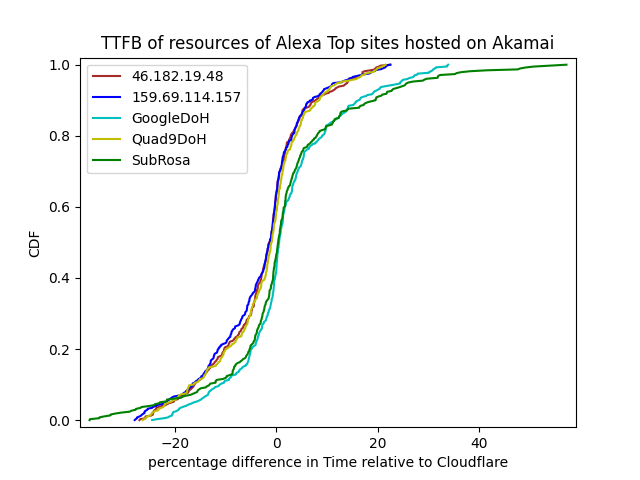 TTFB of resources of Alexa Top sites hosted on Akamai
1.0
0.8
0.6
0.4
0.2
0.0
CDF
46.182.19.48
159.69.114.157
GoogleDoH
Quad9DoH
SubRosa
−20
0
20
40
percentage difference in Time relative to Cloudflare